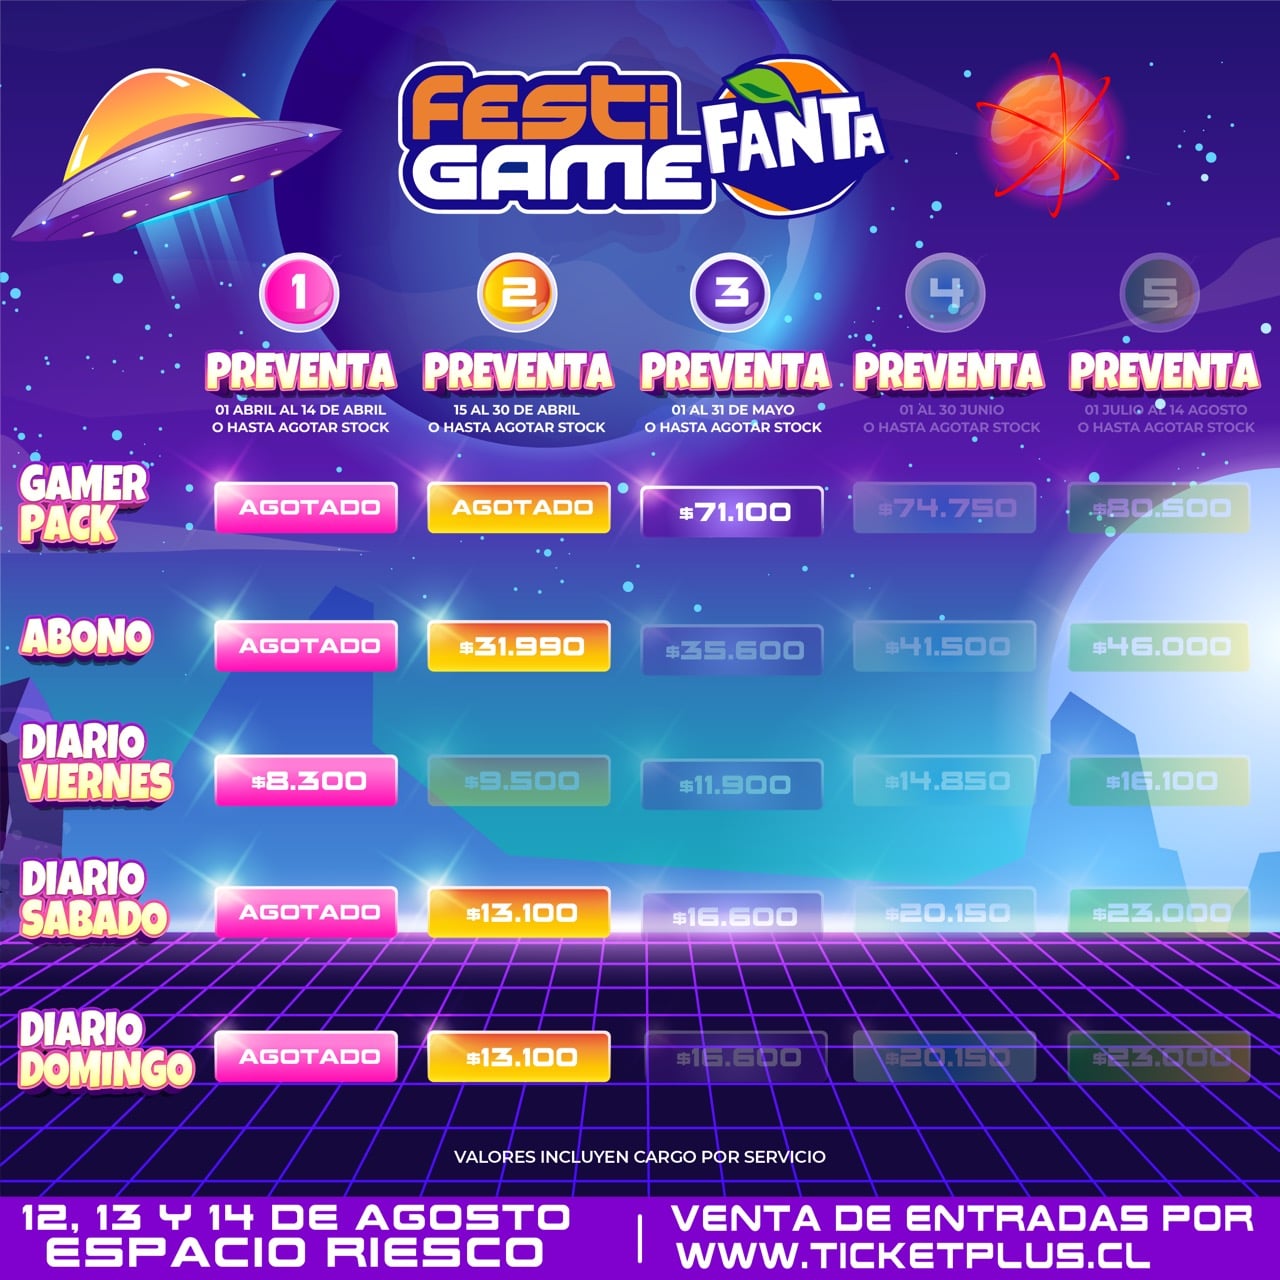 FESTI
GAME
FANTA
1
2
3
4
5
PREVENTA
PREVENTA
PREVENTA
PREVENTA
PREVENTA
01 ABRIL AL 14 DE ABRIL
O HASTA AGOTAR STOCK
15 AL 30 DE ABRIL
O HASTA AGOTAR STOCK
01 AL 31 DE MAYO
O HASTA AGOTAR STOCK
01 AL 30 JUNIO
O HASTA AGOTAR STOCK
01 JULIO AL 14 AGOSTO
O HASTA AGOTAR STOCK
GAMER
PACK
AGOTADO
AGOTADO
$71.100
$74.750
$80.500
ABONO
AGOTADO
$31.990
$35.600
$41.500
$46.000
DIARIO
VIERNES
$8.300
$9.500
$11.900
$14.850
$16.100
DIARIO
SABADO
AGOTADO
$13.100
$16.600
$20.150
$23.000
DIARIO
DOMINGO
AGOTADO
$13.100
$16.600
$20.150
$23.000
VALORES INCLUYEN CARGO POR SERVICIO
12, 13 Y 14 DE AGOSTO
ESPACIO RIESCO
VENTA DE ENTRADAS POR
WWW.TICKETPLUS.CL